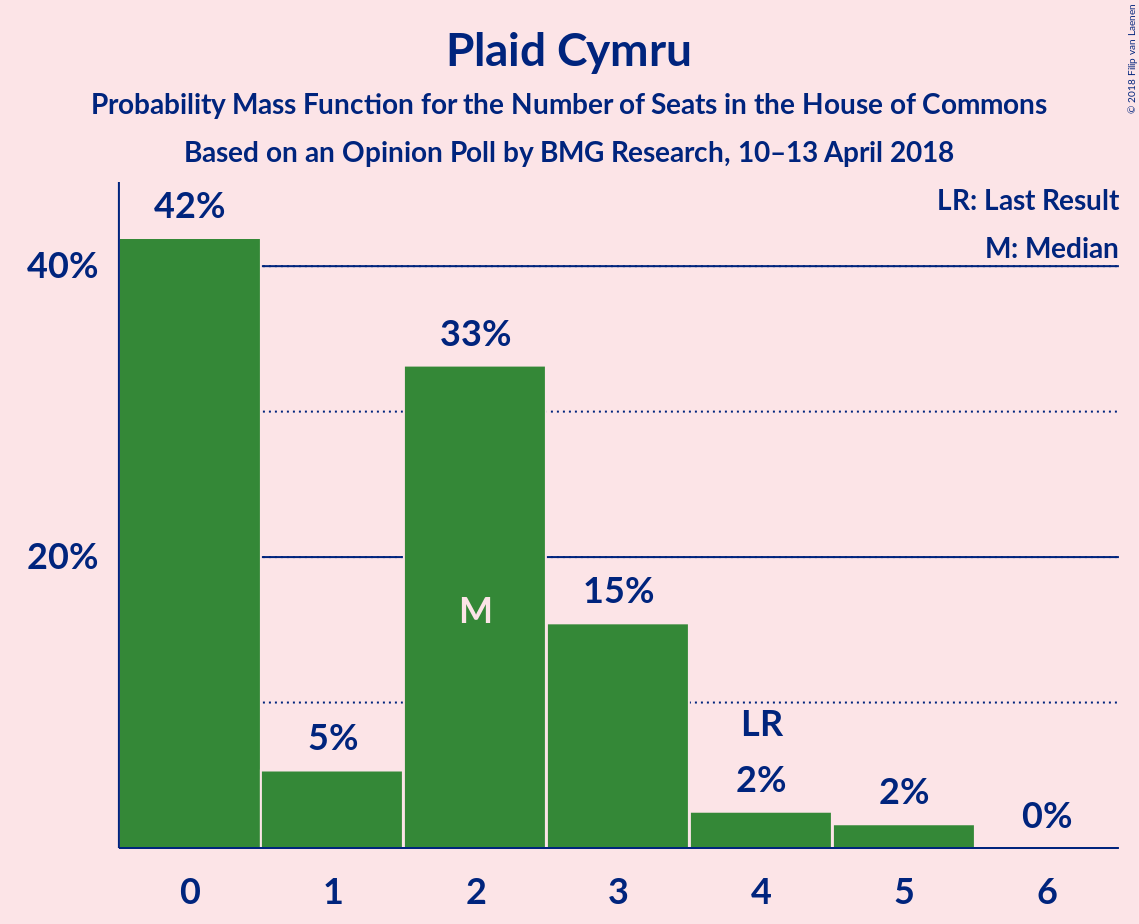 Plaid Cymru
Probability Mass Function for the Number of Seats in the House of Commons
Based on an Opinion Poll by BMG Research, 10–13 April 2018
© 2018 Filip van Laenen
LR: Last Result
M: Median
40%
20%
42%
5%
33%
M
15%
LR
2%
2%
0%
0 1 2 3 4 5 6